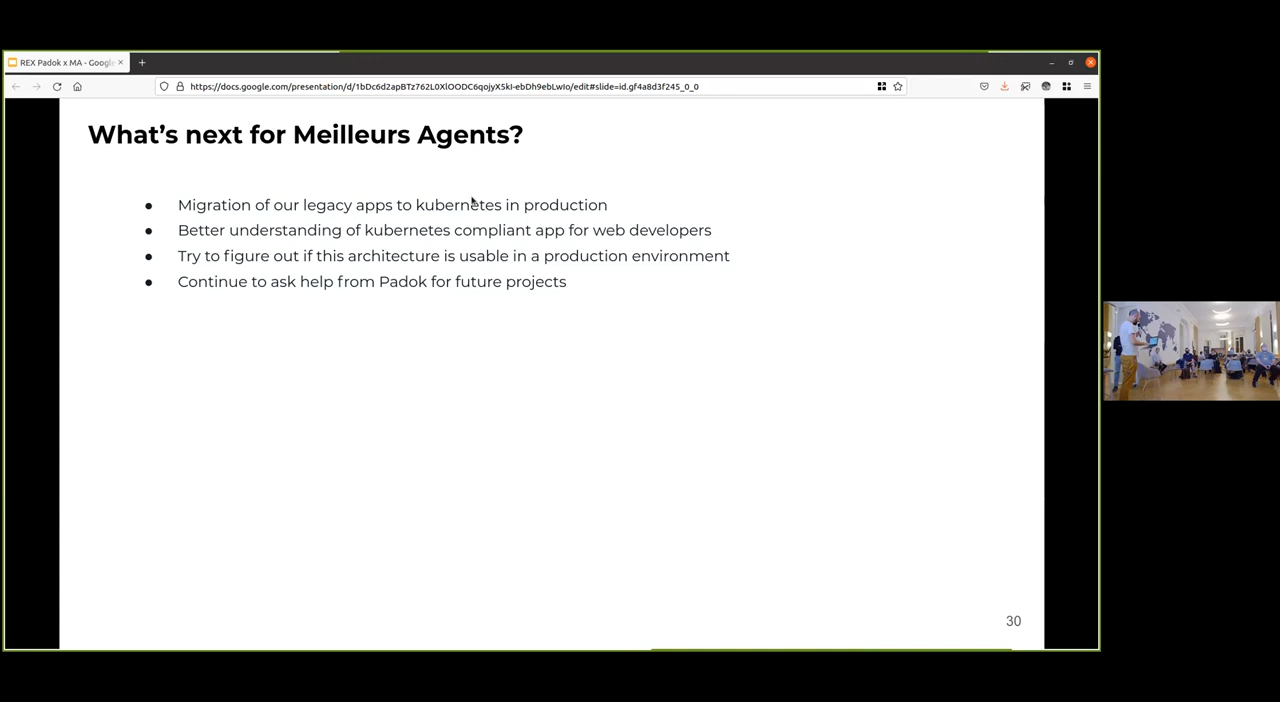 REX Padok x MA - Google
https://docs.google.com/presentation/d/1bDc6d2apBTz762L0XlOODC6qojyX5kI-ebDh9ebLwIo/edit#slide=id.gf4a8d3f245_0_0
What’s next for Meilleurs Agents?
● Migration of our legacy apps to kubernetes in production
● Better understanding of kubernetes compliant app for web developers
● Try to figure out if this architecture is usable in a production environment
● Continue to ask help from Padok for future projects
30